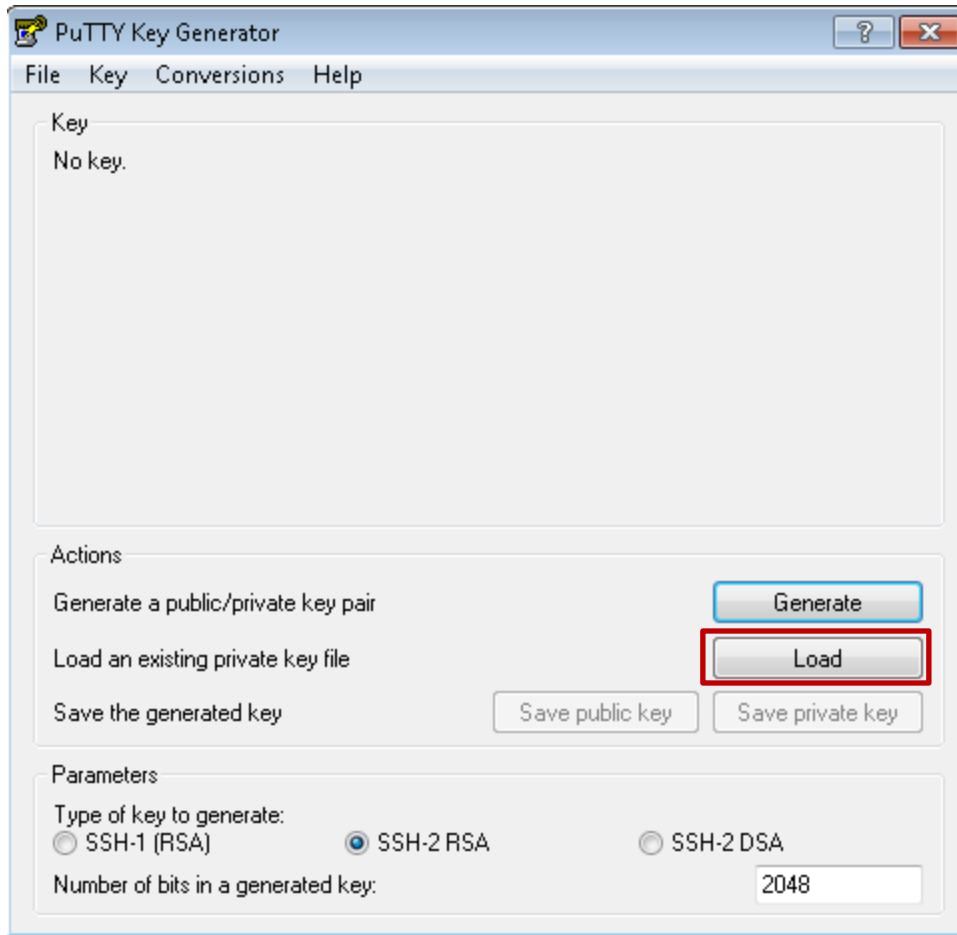 PuTTY Key Generator
File Key Conversions Help
Key
No key.
Actions
Generate a public/private key pair Generate
Load an existing private key file Load
Save the generated key Save public key Save private key
Parameters
Type of key to generate:
SSH-1 (RSA) SSH-2 RSA SSH-2 DSA
Number of bits in a generated key: 2048